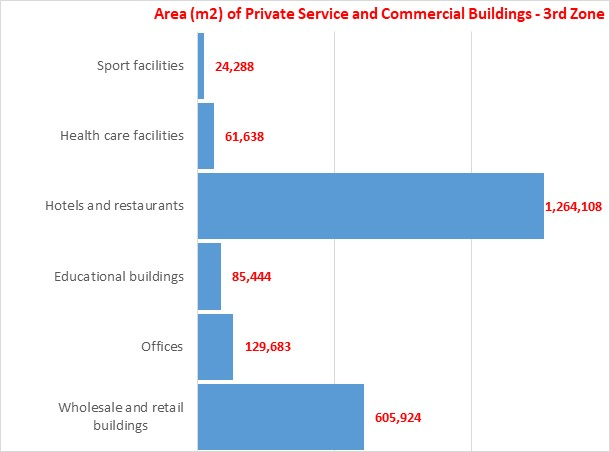 Area (m2) of Private Service and Commercial Buildings - 3rd Zone
Sport facilities
24,288
Health care facilities
61,638
Hotels and restaurants
1,264,108
Educational buildings
85,444
Offices
129,683
Wholesale and retail
buildings
605,924